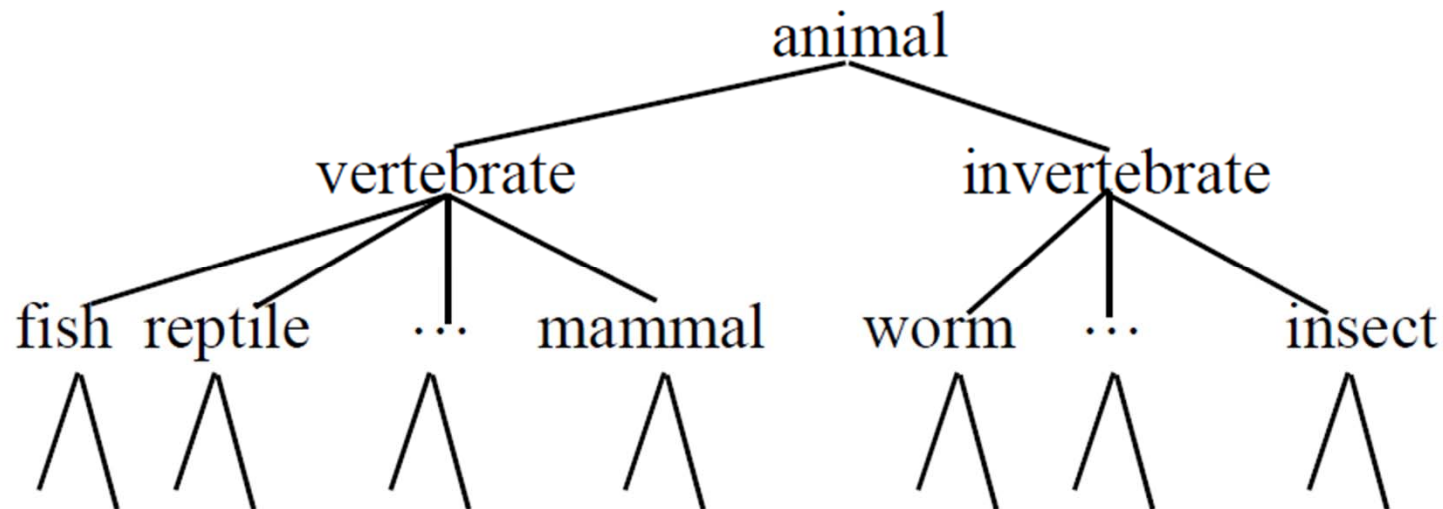 animal
vertebrate invertebrate
fish reptile ... mammal worm ... insect